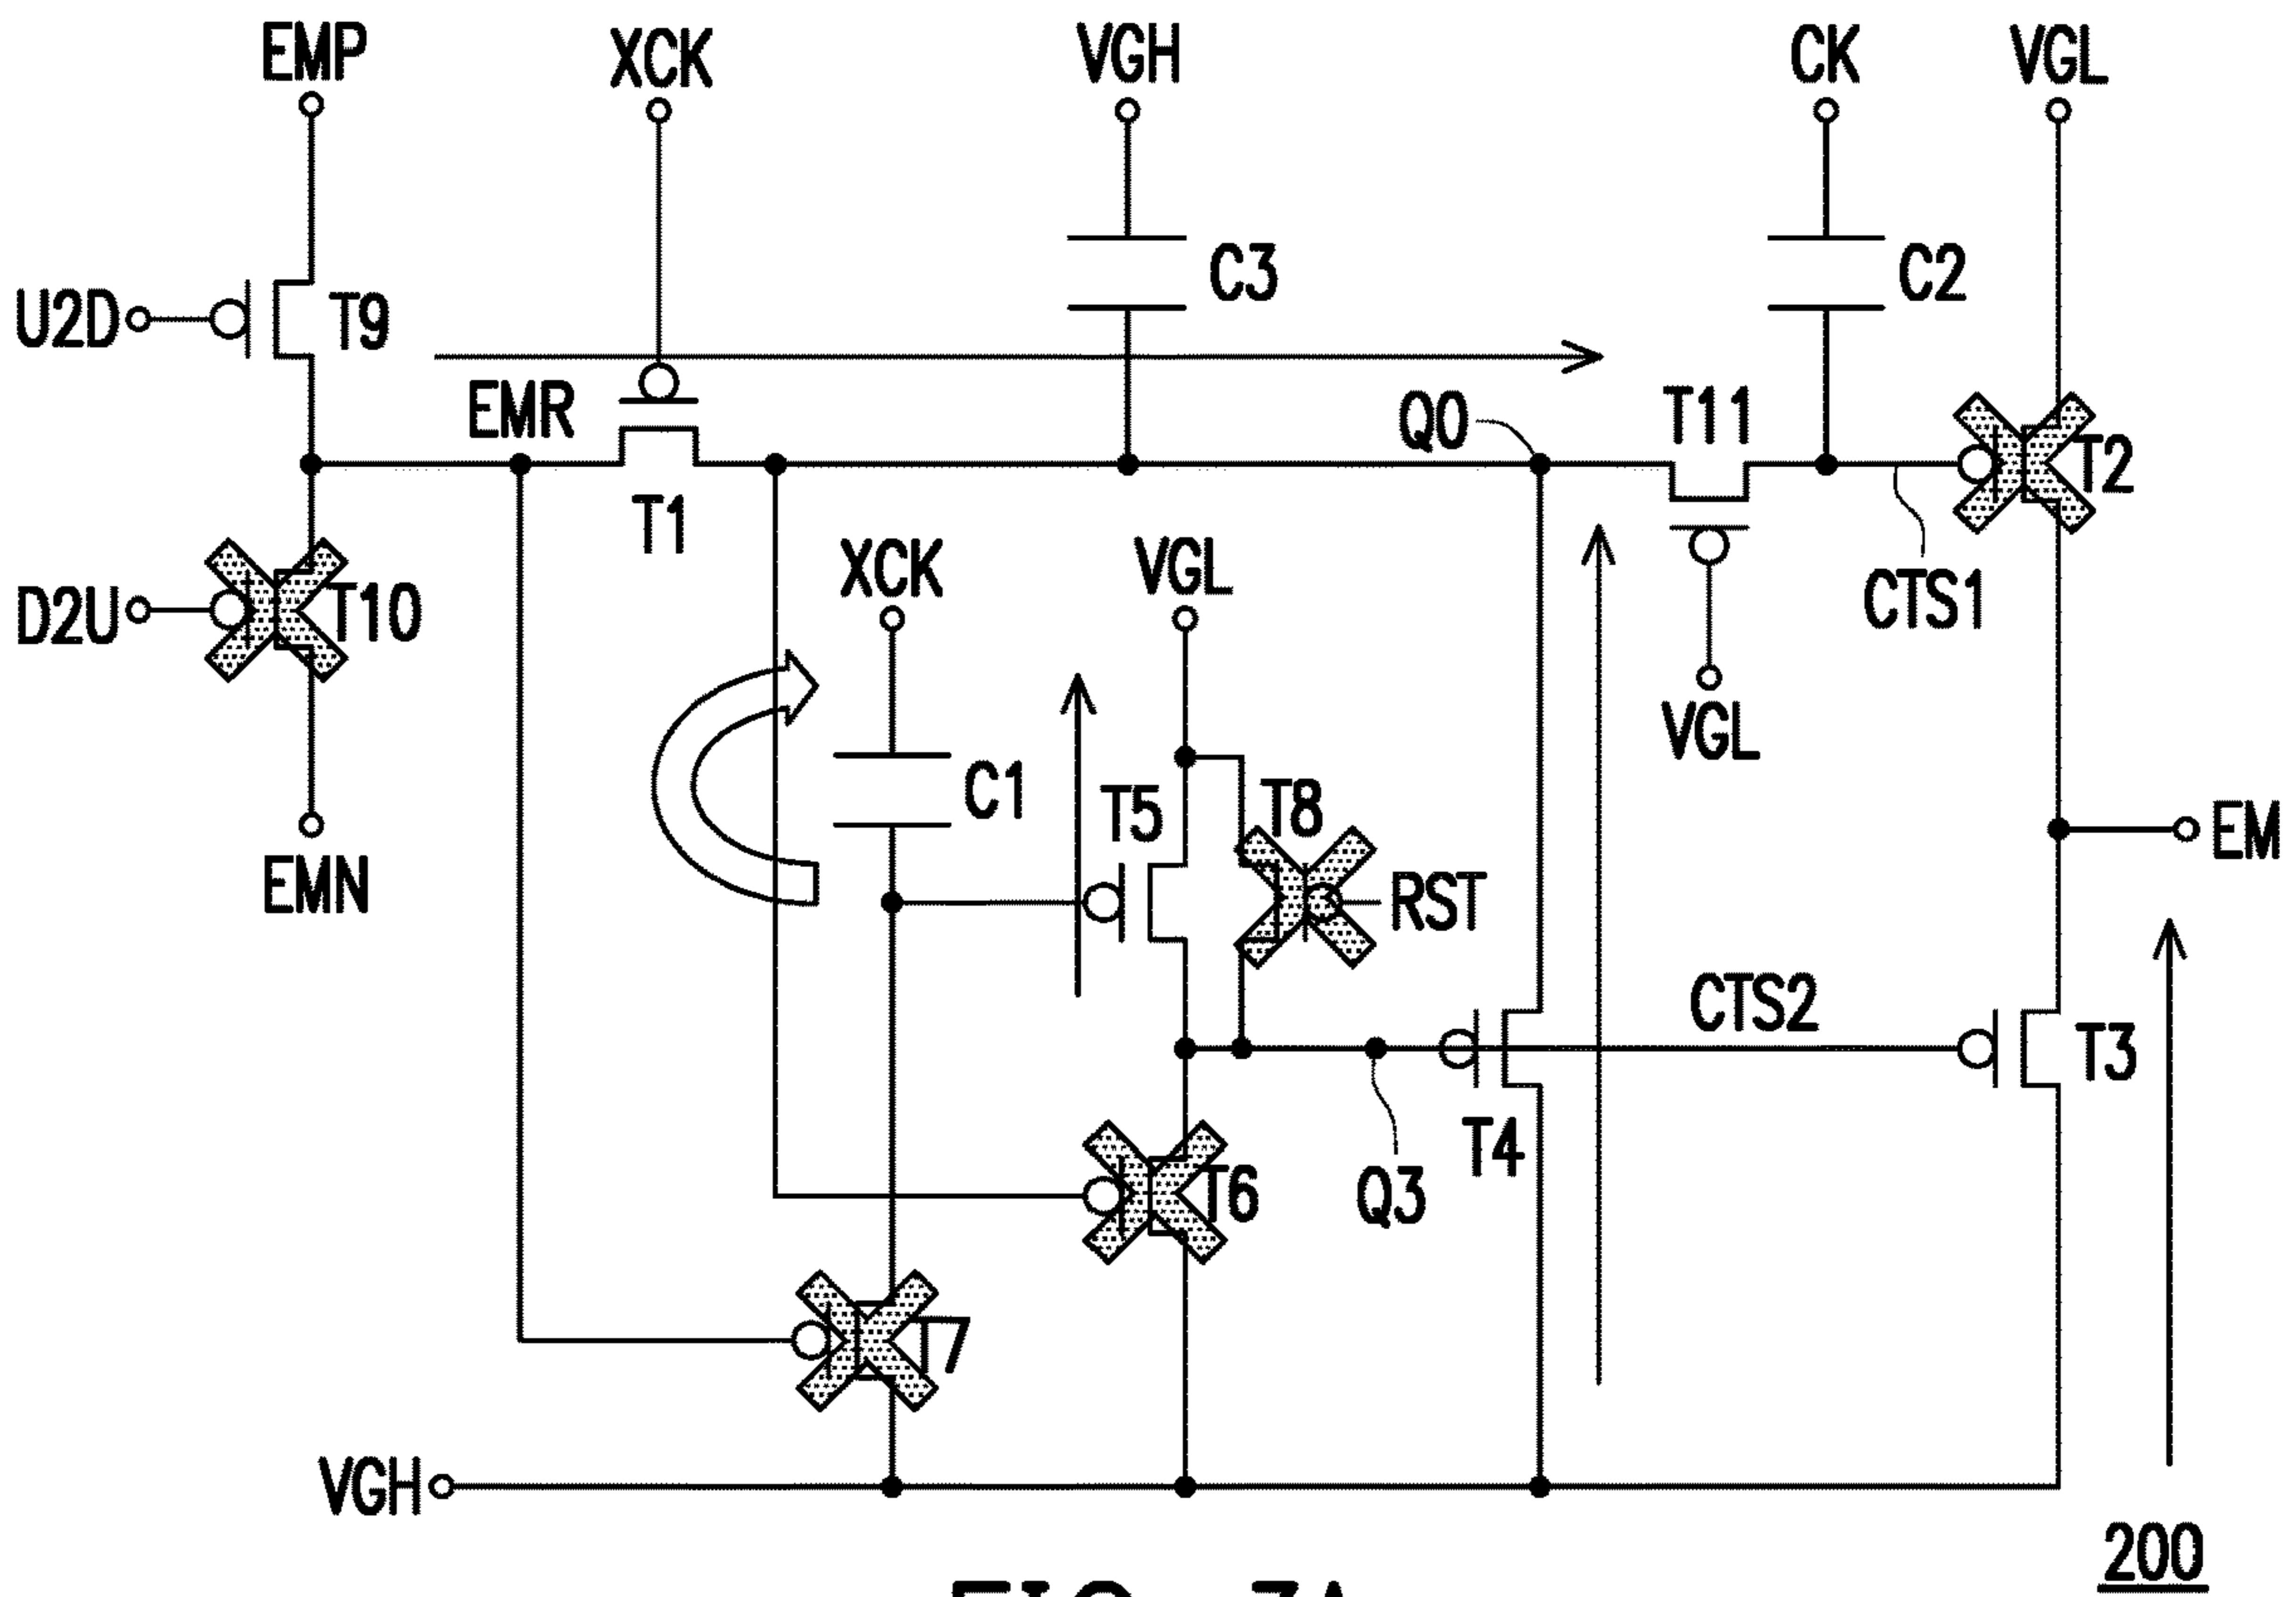 EMP
XCK
VGH
CK
VGL
U2D
T9
C3
C2
EMR
Q0
T11
T2
T1
XCK
VGL
CTS1
D2U
T10
VGL
C1
T5
T8
EM
EMN
RST
CTS2
T3
T4
T6
Q3
T7
VGH
200